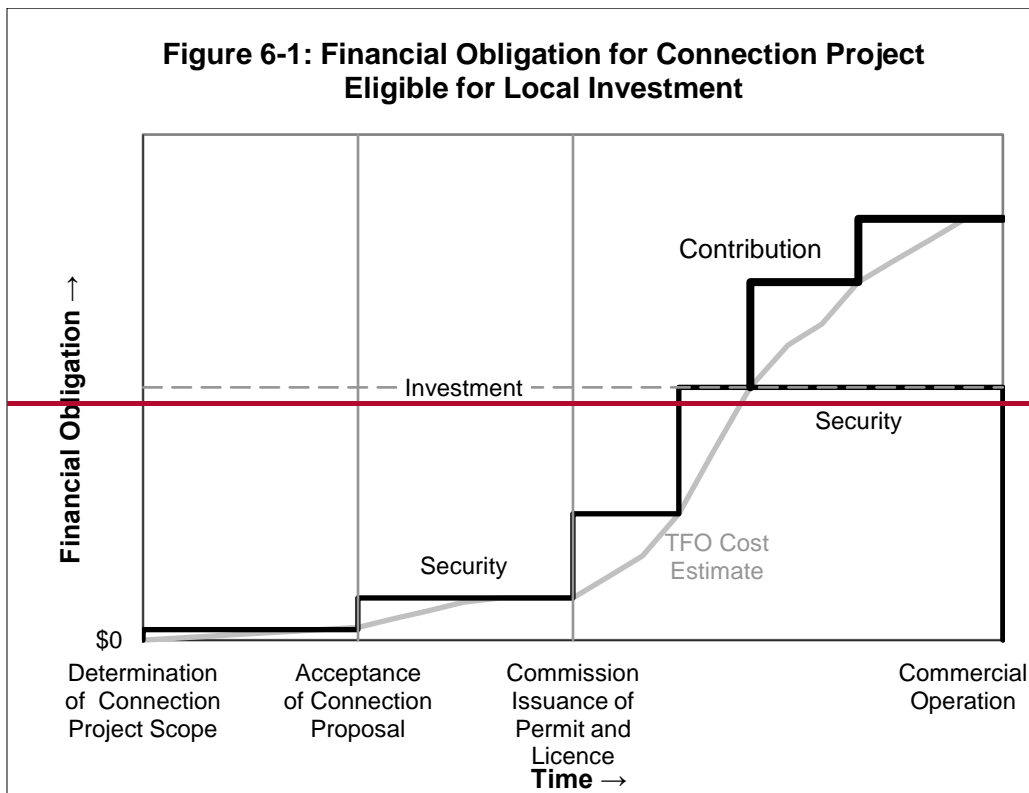 Figure 6-1: Financial Obligation for Connection Project
Eligible for Local Investment
Financial Obligation →
Contribution
Investment
Security
Security
TFO Cost
Estimate
$0
Determination
of Connection
Project Scope
Acceptance
of Connection
Proposal
Commission
Issuance of
Permit and
Licence
Commercial
Operation
Time →